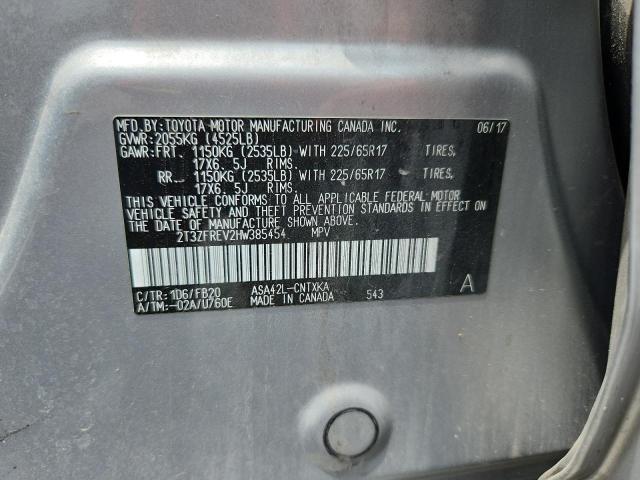 MFD.BY:TOYOTA MOTOR MANUFACTURING CANADA INC. 06/17
GVWR:2055KG (4525LB)
GAWR:FRT. 1150KG (2535LB) WITH 225/65R17 TIRES,
17X6. 5J RIMS.
RR. 1150KG (2535LB) WITH 225/65R17 TIRES,
17X6. 5J RIMS.
THIS VEHICLE CONFORMS TO ALL APPLICABLE FEDERAL MOTOR
VEHICLE SAFETY AND THEFT PREVENTION STANDARDS IN EFFECT ON
THE DATE OF MANUFACTURE SHOWN ABOVE.
2T3ZFREV2HW385454 MPV
C/TR: 1D6/FB20 ASA42L-CNTXKA
A/TM:-02A/U760E MADE IN CANADA 543 A